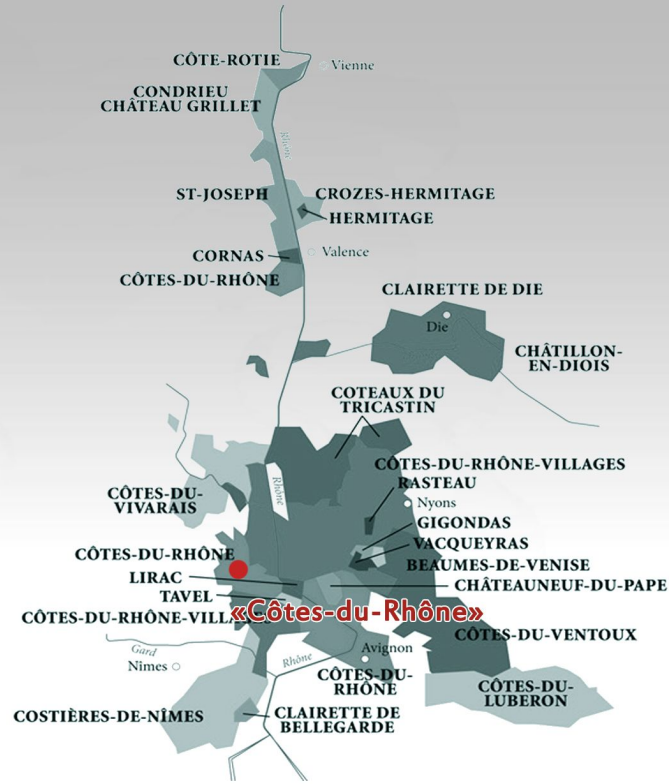 CÔTE-ROTIE
Vienne
CONDRIEU
CHÂTEAU GRILLET
Rhône
ST-JOSEPH
CROZES-HERMITAGE
HERMITAGE
CORNAS
Valence
CÔTES-DU-RHÔNE
CLAIRETTE DE DIE
Die
CHÂTILLON-
EN-DIOIS
COTEAUX DU
TRICASTIN
CÔTES-DU-RHÔNE-VILLAGES
RASTEAU
Rhône
CÔTES-DU-
VIVARAIS
Nyons
GIGONDAS
VACQUEYRAS
CÔTES-DU-RHÔNE
BEAUMES-DE-VENISE
LIRAC
CHÂTEAUNEUF-DU-PAPE
TAVEL
«Côtes-du-Rhône»
CÔTES-DU-RHÔNE-VILLAGES
CÔTES-DU-VENTOUX
Gard
Avignon
Nîmes
Rhône
CÔTES-DU-
RHÔNE
CÔTES-DU-
LUBERON
COSTIÈRES-DE-NÎMES
CLAIRETTE DE
BELLEGARDE